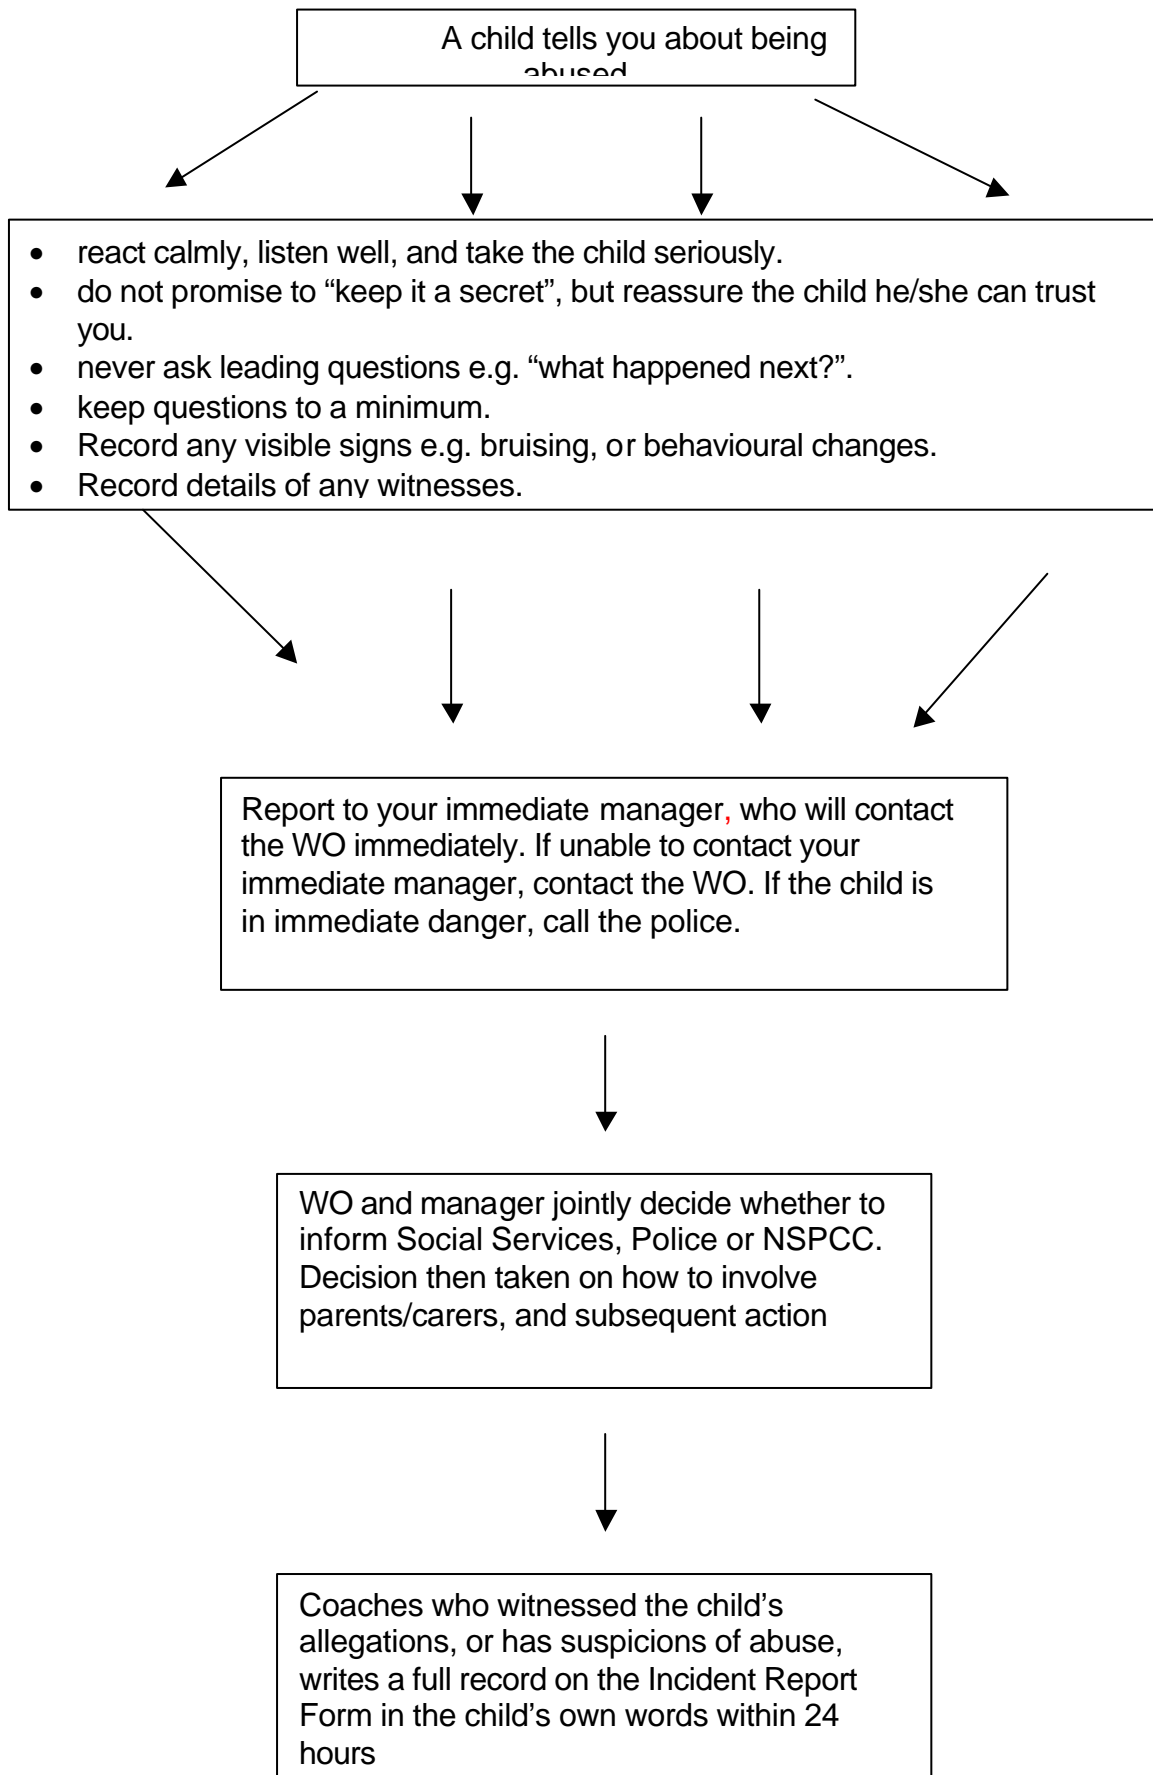 A child tells you about being
abused
• react calmly, listen well, and take the child seriously.
• do not promise to “keep it a secret”, but reassure the child he/she can trust
you.
• never ask leading questions e.g. “what happened next?”.
• keep questions to a minimum.
• Record any visible signs e.g. bruising, or behavioural changes.
• Record details of any witnesses.
Report to your immediate manager, who will contact
the WO immediately. If unable to contact your
immediate manager, contact the WO. If the child is
in immediate danger, call the police.
WO and manager jointly decide whether to
inform Social Services, Police or NSPCC.
Decision then taken on how to involve
parents/carers, and subsequent action
Coaches who witnessed the child’s
allegations, or has suspicions of abuse,
writes a full record on the Incident Report
Form in the child’s own words within 24
hours